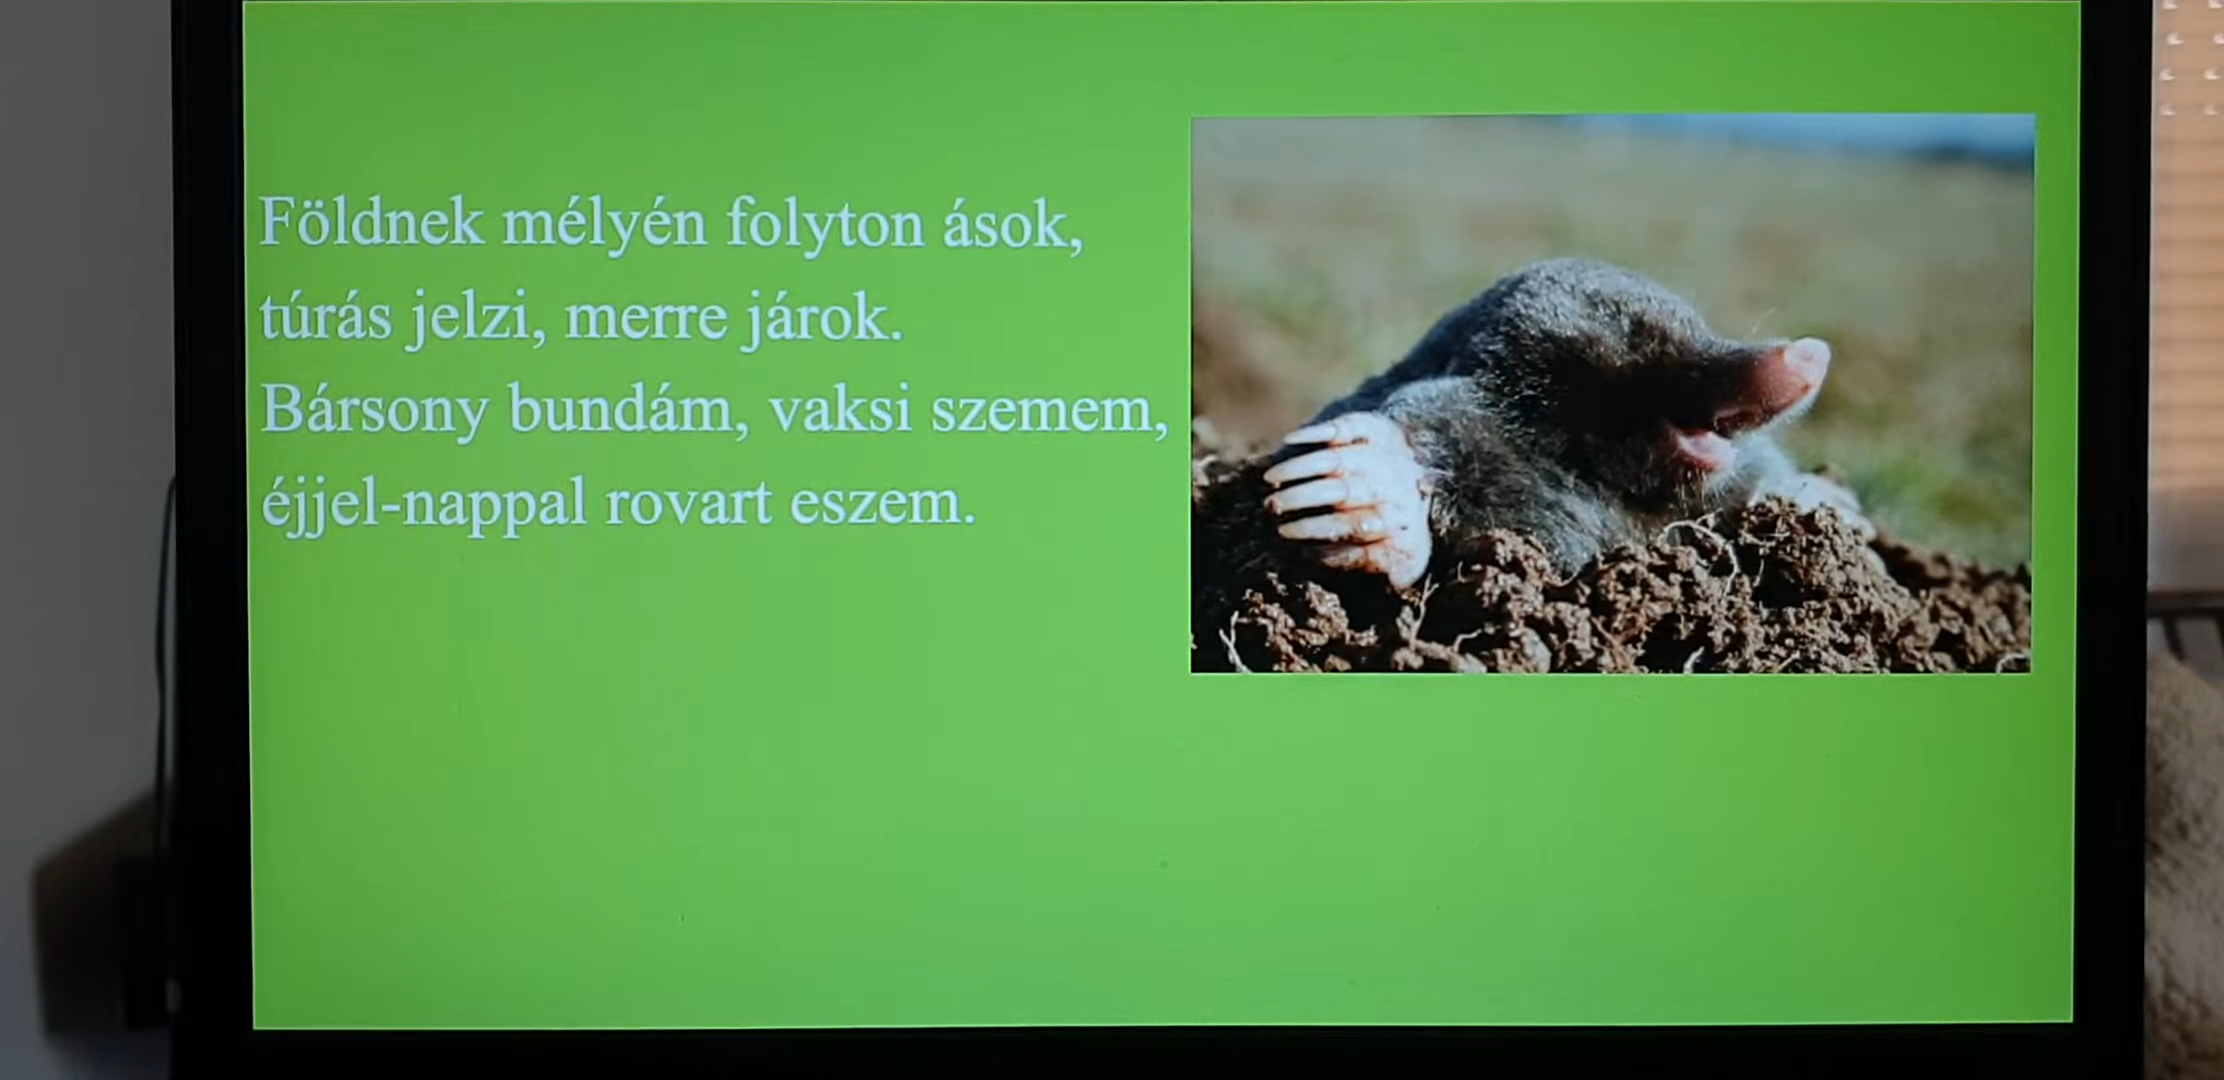 Földnek mélyén folyton ások,
túrás jelzi, merre járok.
Bársony bundám, vaksi szemem,
éjjel-nappal rovart eszem.